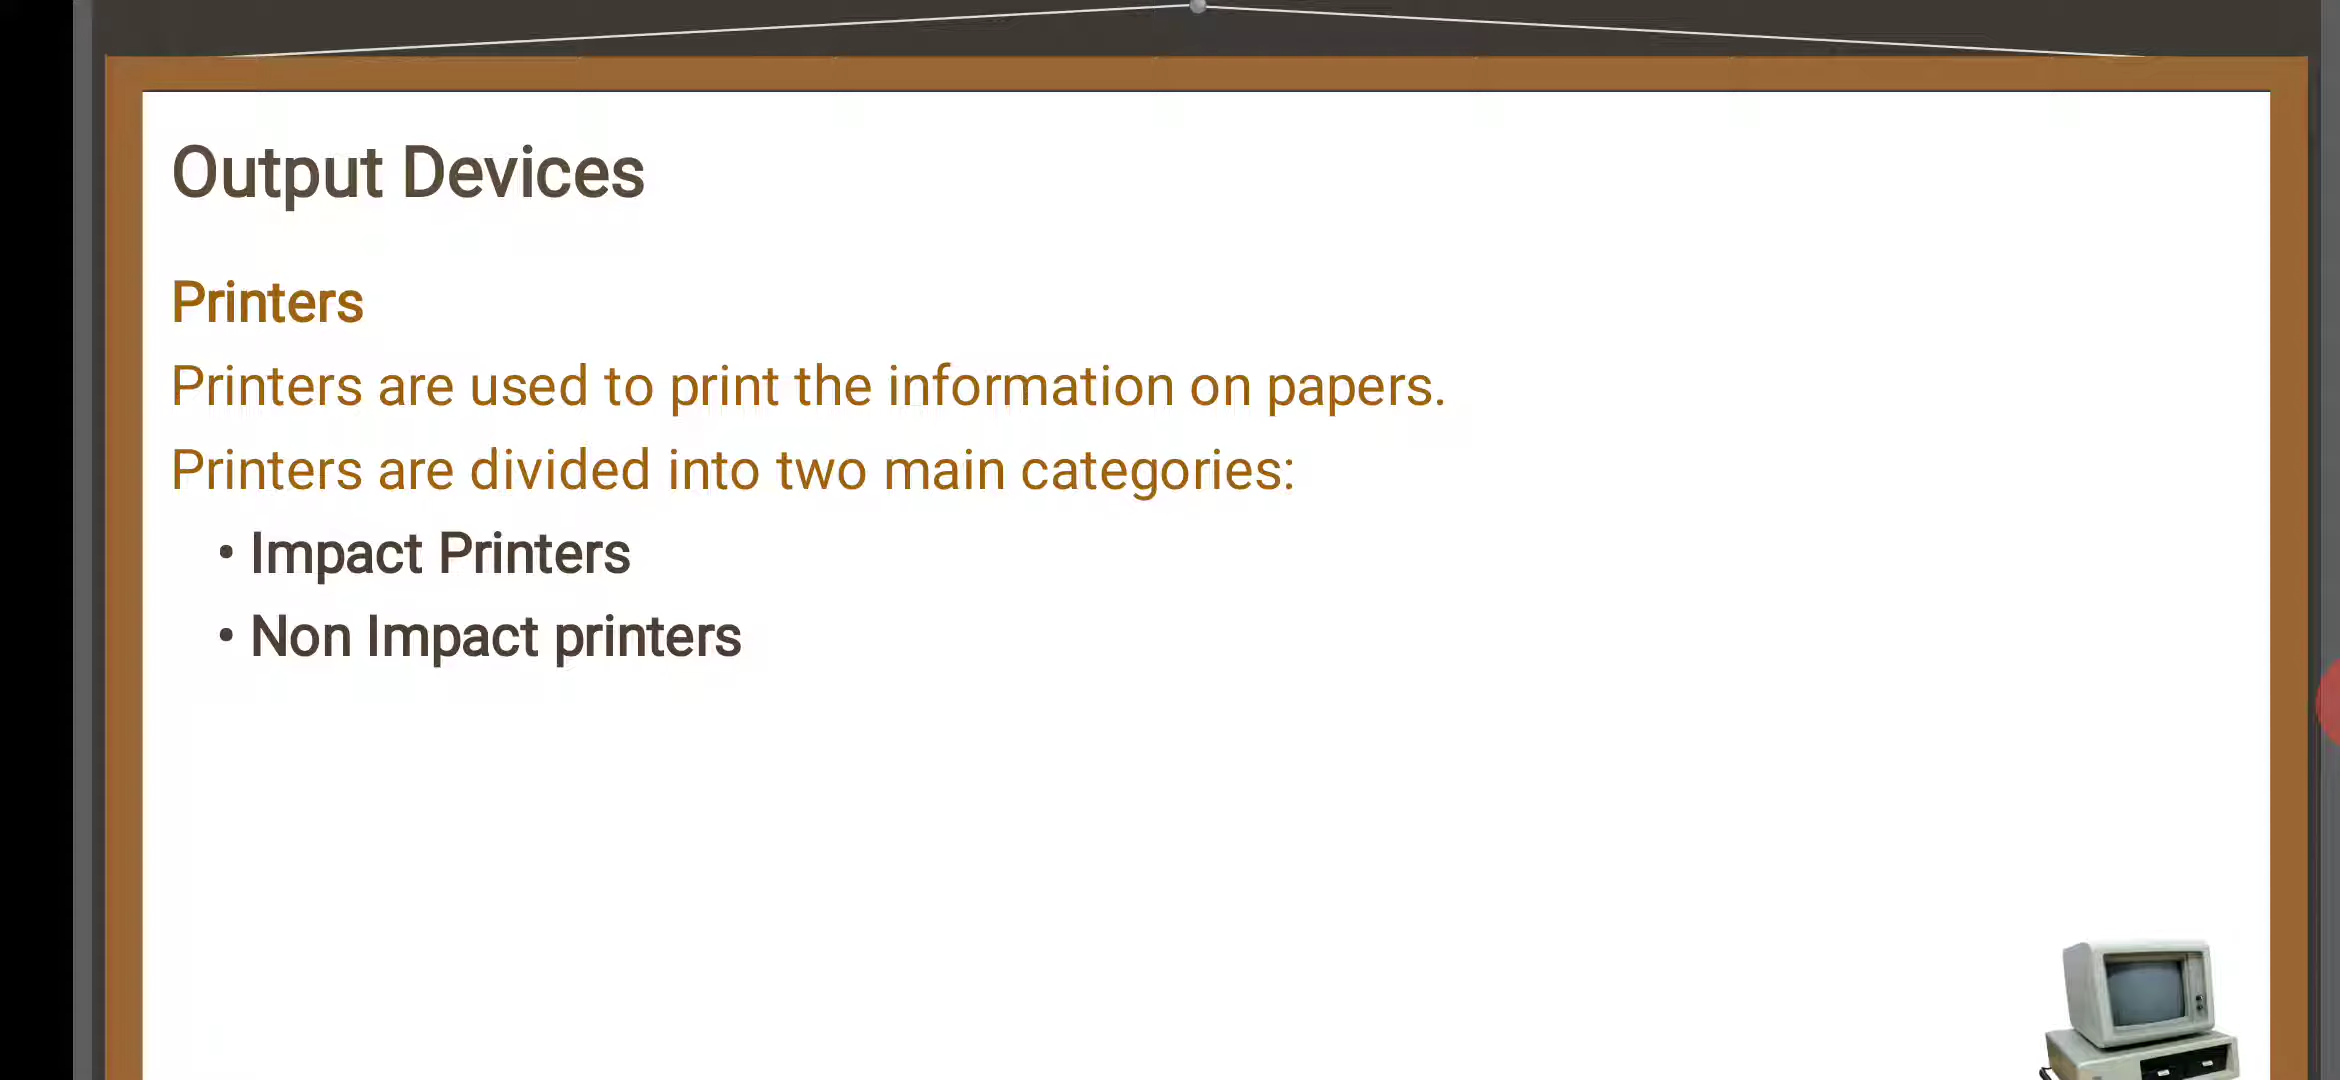 Output Devices
Printers
Printers are used to print the information on papers.
Printers are divided into two main categories:
• Impact Printers
• Non Impact printers